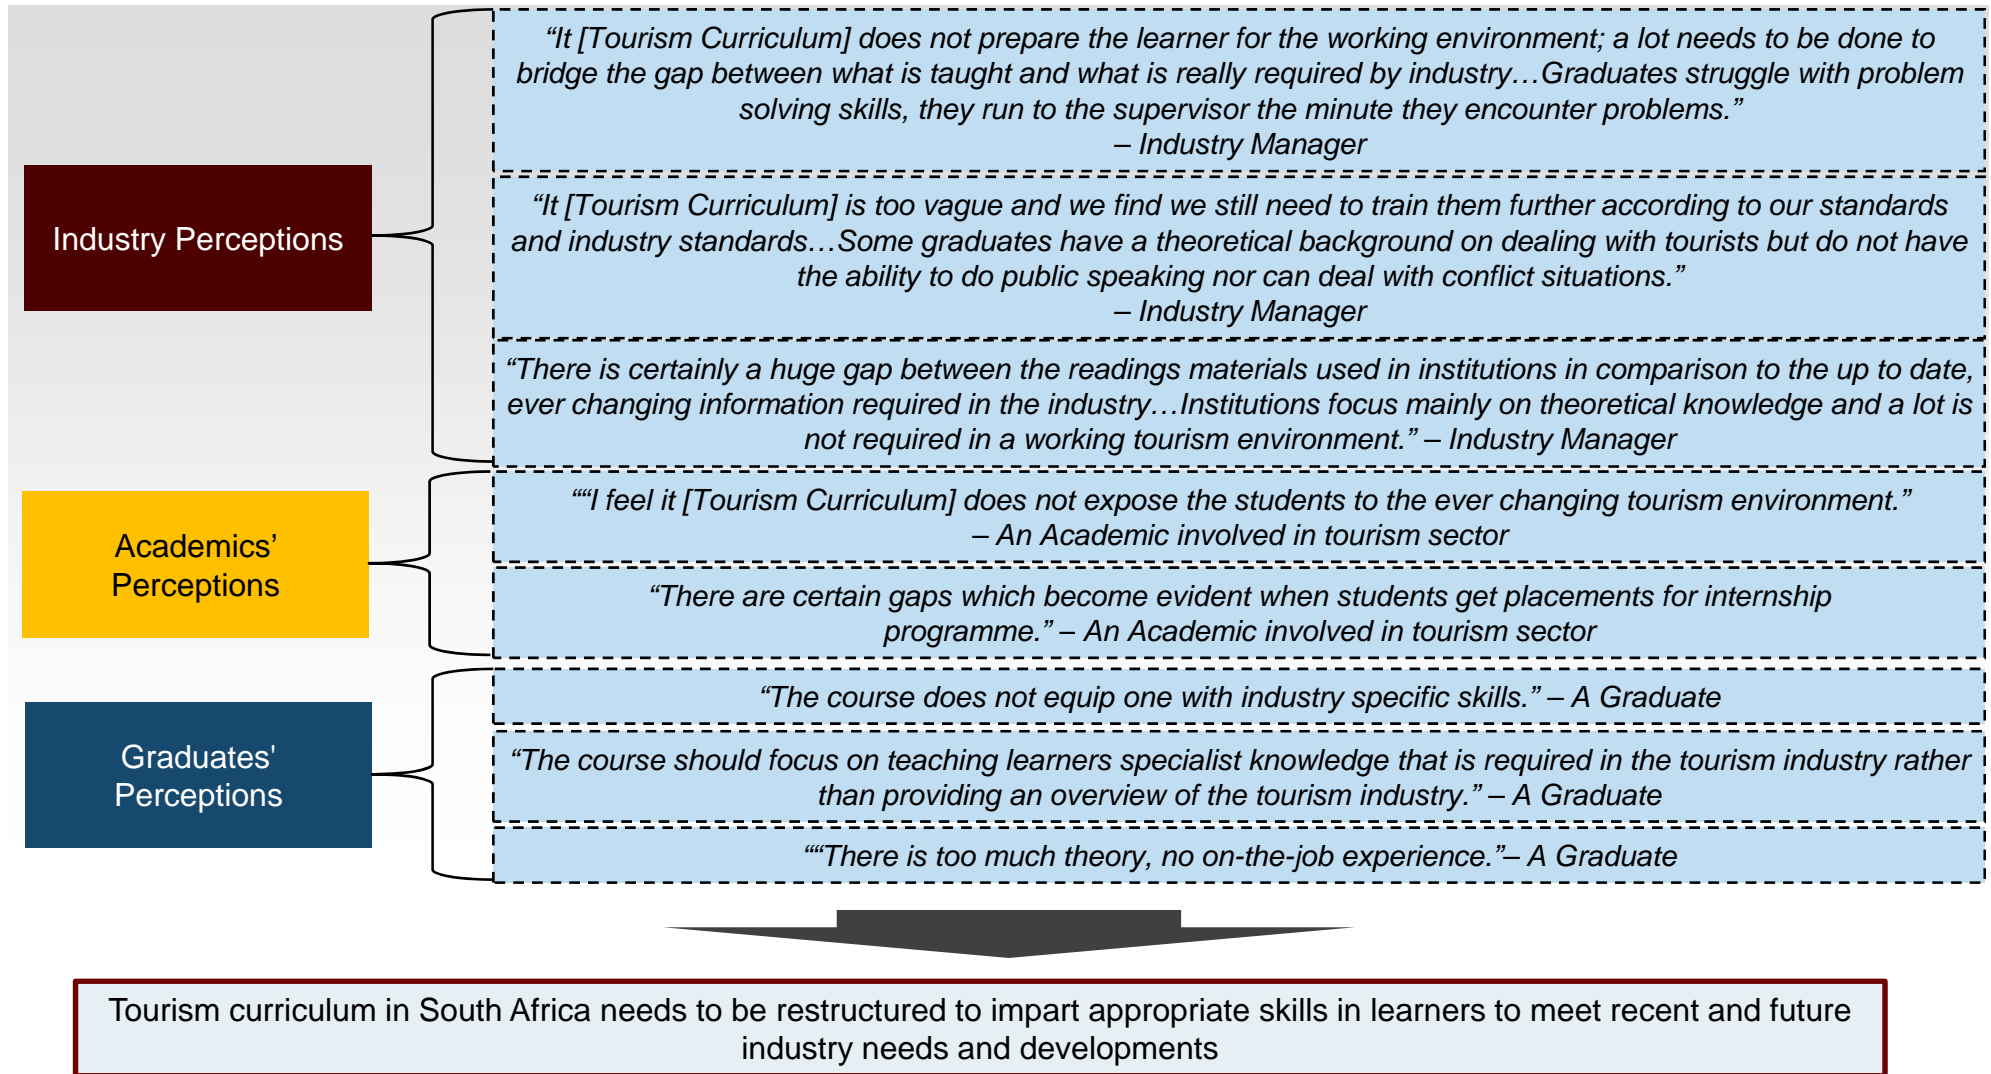 “It [Tourism Curriculum] does not prepare the learner for the working environment; a lot needs to be done to
bridge the gap between what is taught and what is really required by industry…Graduates struggle with problem
solving skills, they run to the supervisor the minute they encounter problems.”
– Industry Manager
Industry Perceptions
“It [Tourism Curriculum] is too vague and we find we still need to train them further according to our standards
and industry standards…Some graduates have a theoretical background on dealing with tourists but do not have
the ability to do public speaking nor can deal with conflict situations.”
– Industry Manager
“There is certainly a huge gap between the readings materials used in institutions in comparison to the up to date,
ever changing information required in the industry…Institutions focus mainly on theoretical knowledge and a lot is
not required in a working tourism environment.” – Industry Manager
Academics’
Perceptions
““I feel it [Tourism Curriculum] does not expose the students to the ever changing tourism environment.”
– An Academic involved in tourism sector
“There are certain gaps which become evident when students get placements for internship
programme.” – An Academic involved in tourism sector
Graduates'
Perceptions
“The course does not equip one with industry specific skills.” – A Graduate
“The course should focus on teaching learners specialist knowledge that is required in the tourism industry rather
than providing an overview of the tourism industry.” – A Graduate
““There is too much theory, no on-the-job experience.”– A Graduate
Tourism curriculum in South Africa needs to be restructured to impart appropriate skills in learners to meet recent and future
industry needs and developments